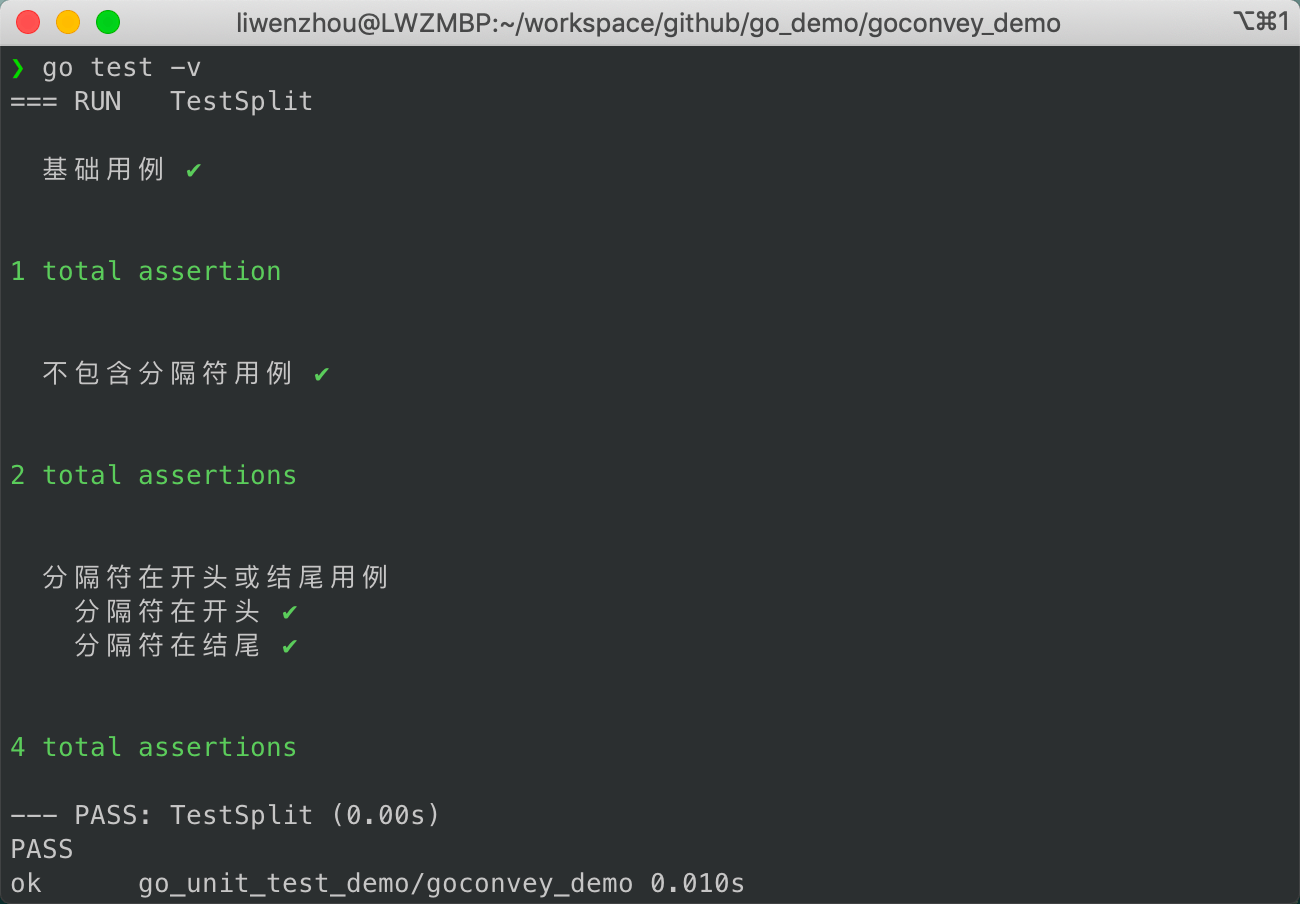 liwenzhou@LWZMBP:~/workspace/github/go_demo/goconvey_demo ⌥⌘1
❯ go test -v
=== RUN   TestSplit
基础用例 ✔
1 total assertion
不包含分隔符用例 ✔
2 total assertions
分隔符在开头或结尾用例
分隔符在开头 ✔
分隔符在结尾 ✔
4 total assertions
--- PASS: TestSplit (0.00s)
PASS
ok      go_unit_test_demo/goconvey_demo 0.010s